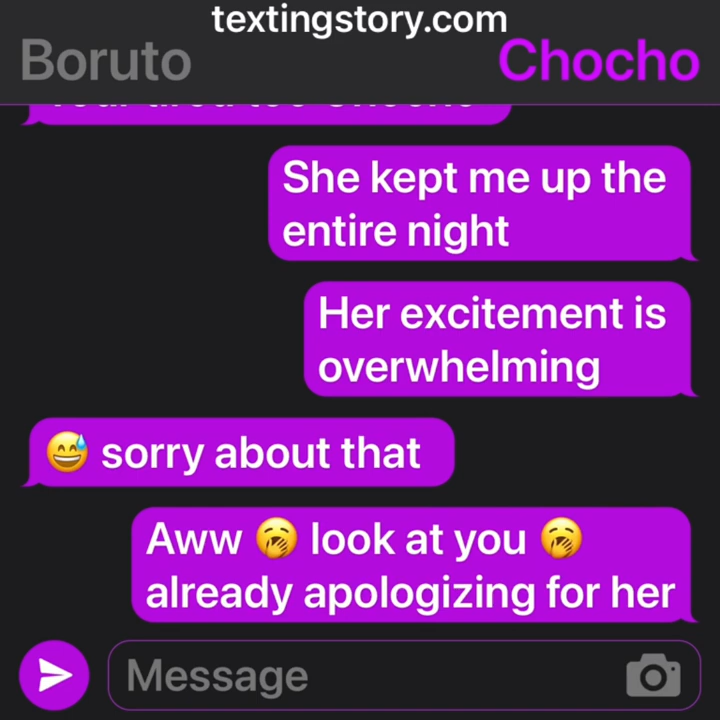 textingstory.com
Boruto
Chocho
She kept me up the
entire night
Her excitement is
overwhelming
😅 sorry about that
Aww 🥱 look at you 🥱
already apologizing for her
Message